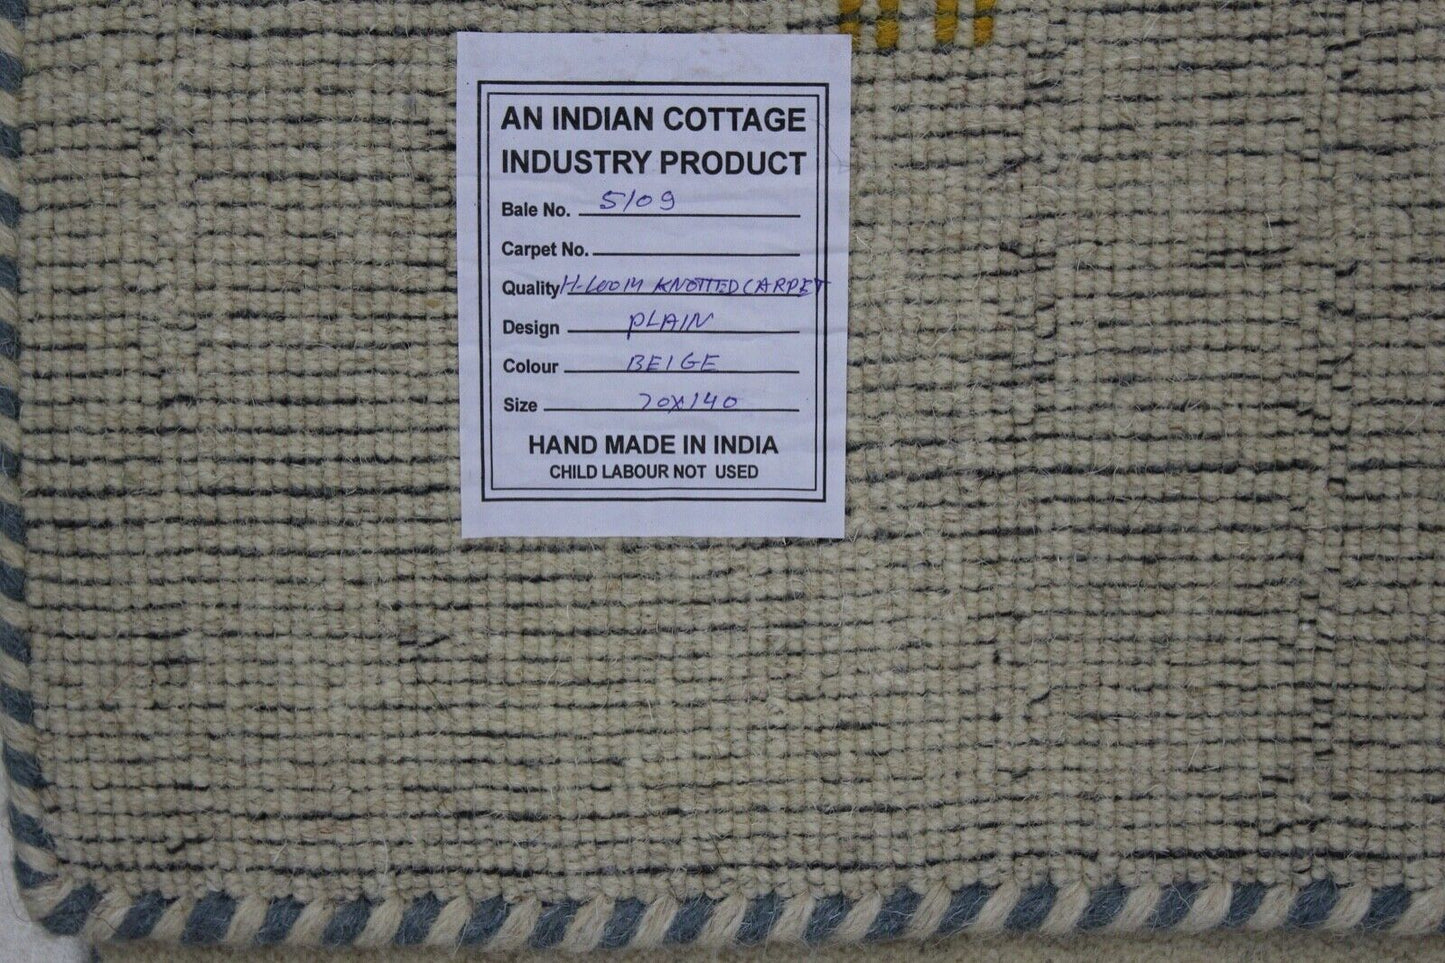 AN INDIAN COTTAGE
INDUSTRY PRODUCT
Bale No. 5109
Carpet No.
Quality H-LOOM KNOTTED CARPET
Design PLAIN
Colour BEIGE
Size 70X140
HAND MADE IN INDIA
CHILD LABOUR NOT USED